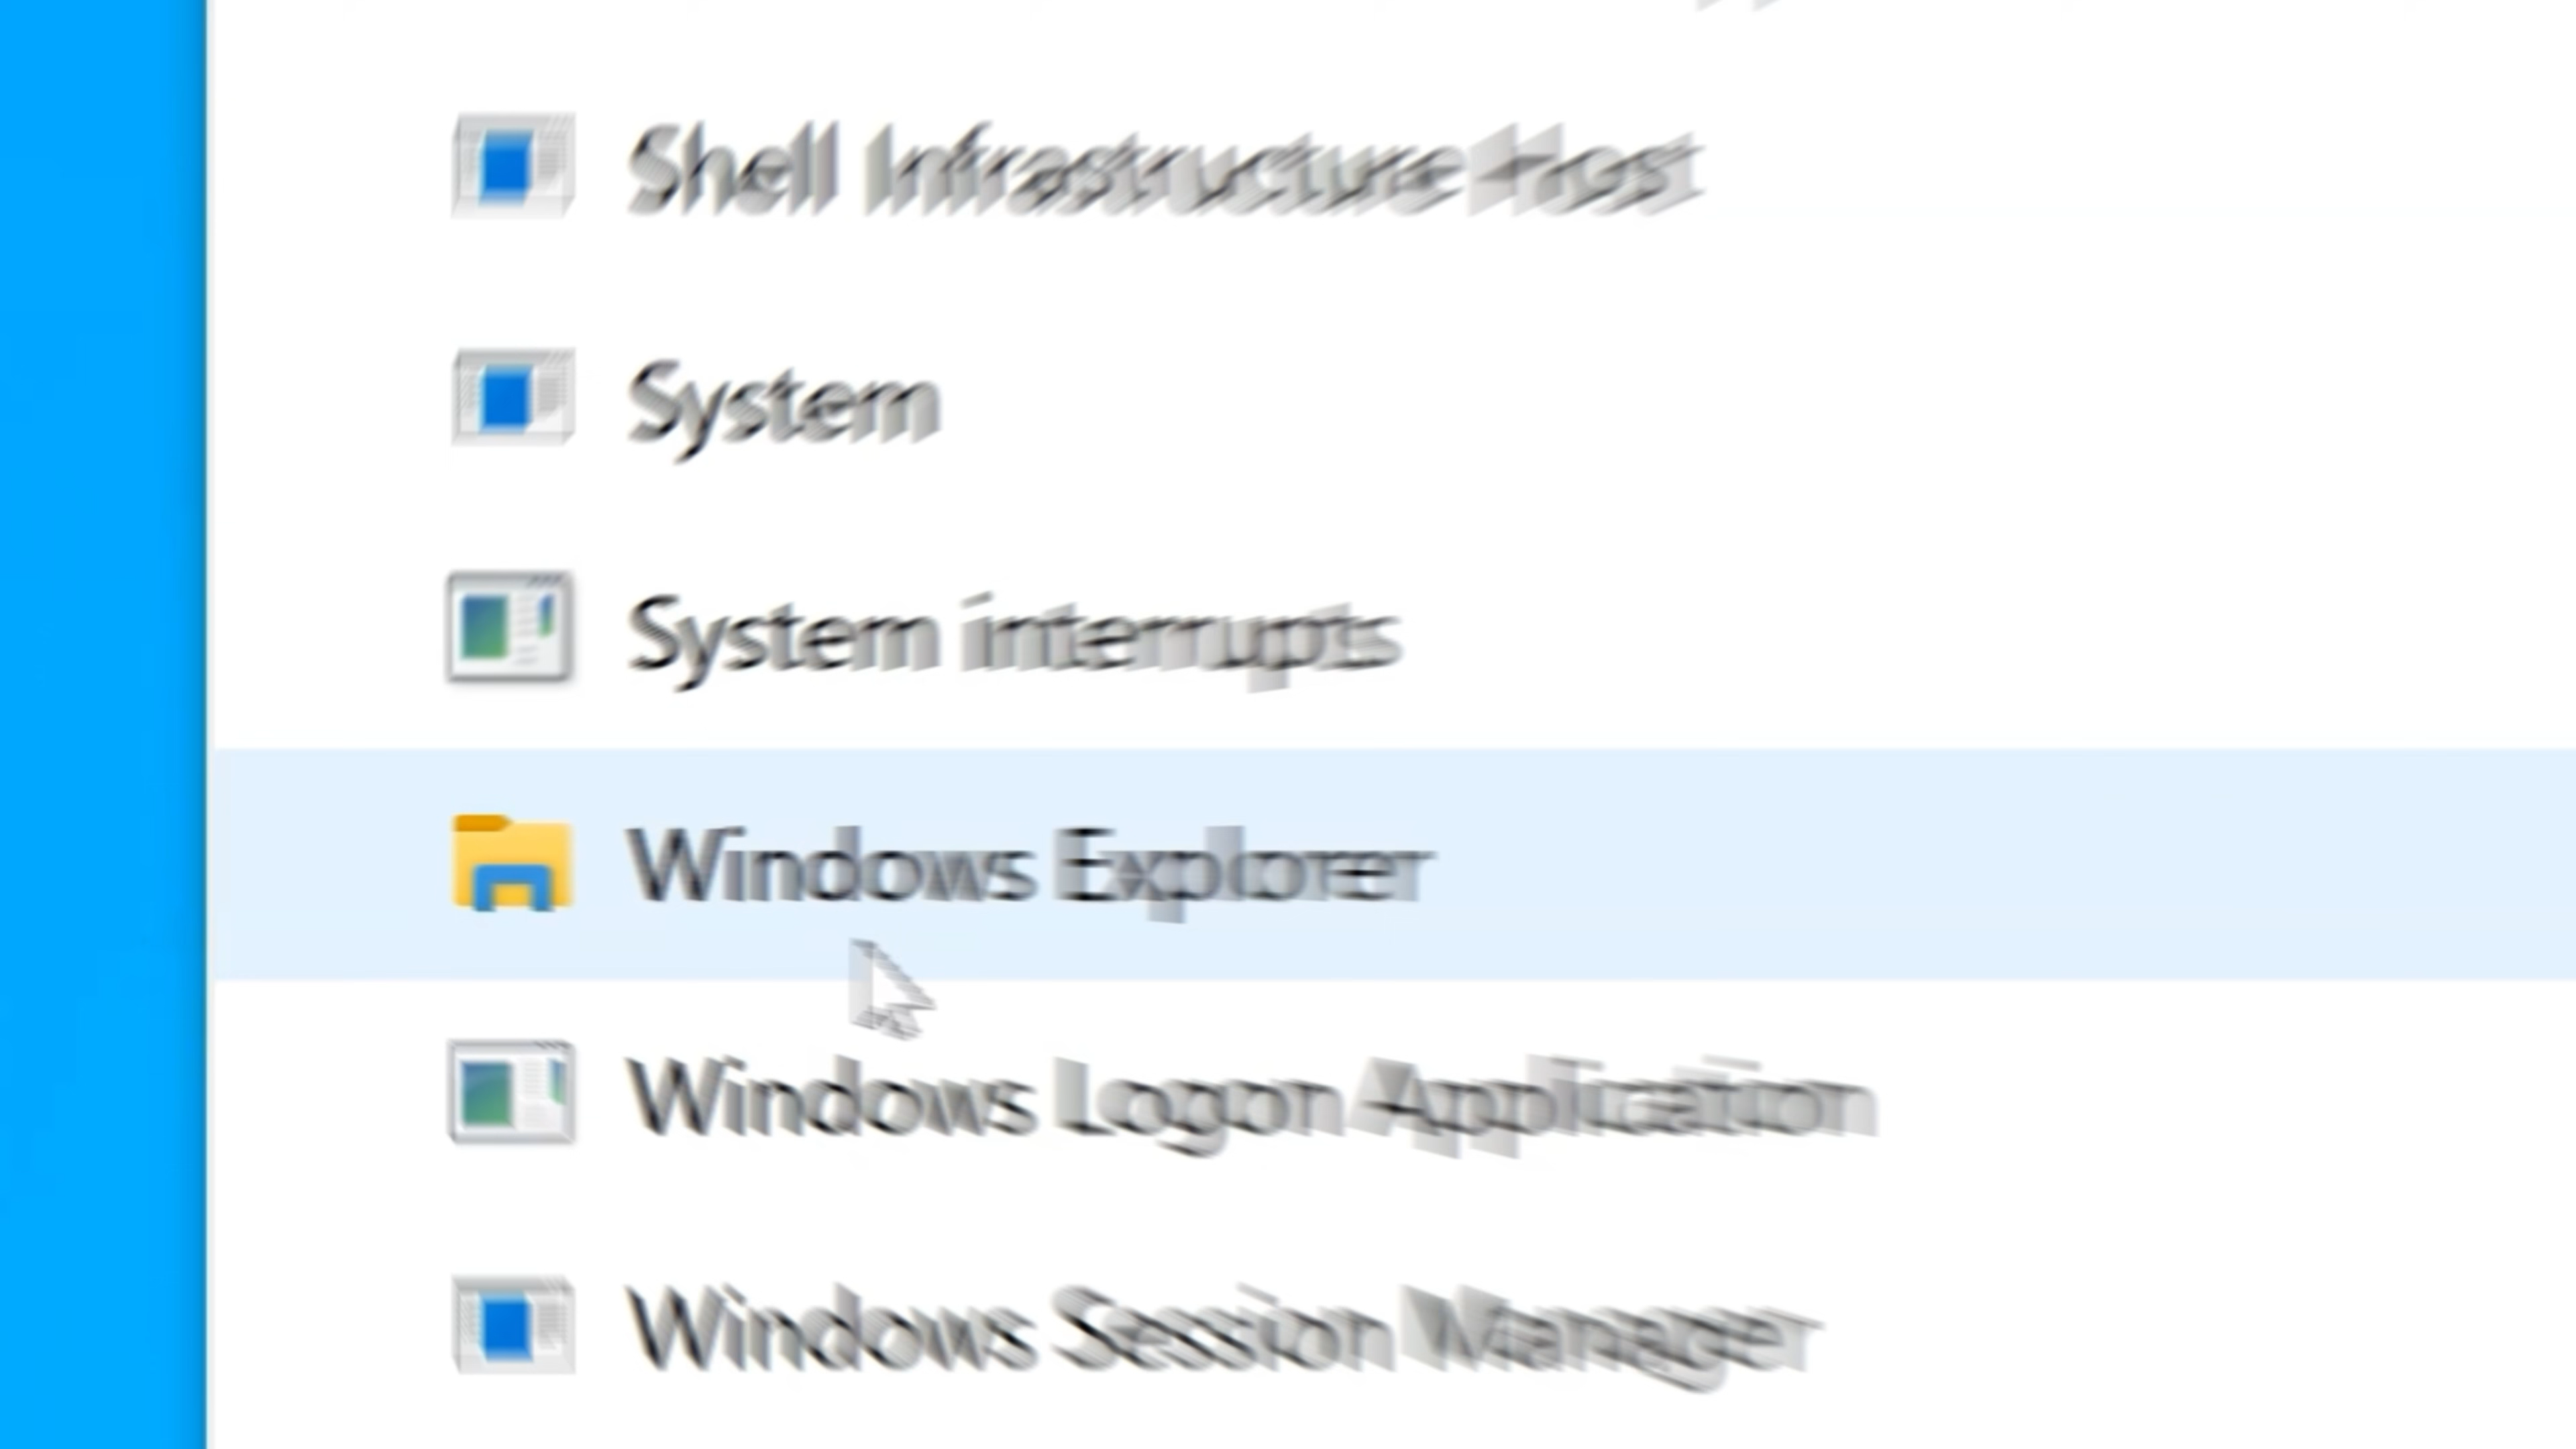 Shell Infrastructure Host
System
System interrupts
Windows Explorer
Windows Logon Application
Windows Session Manager